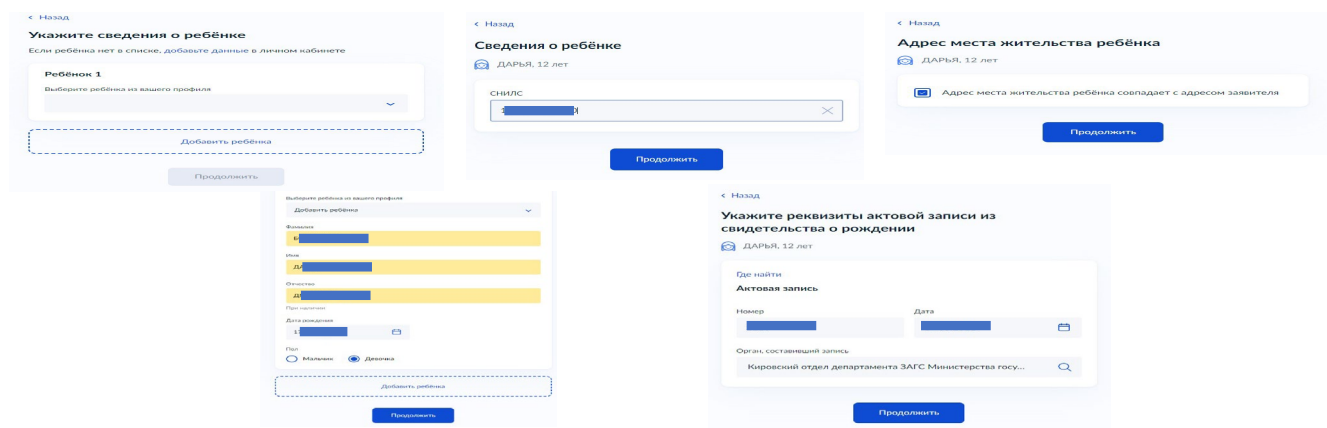 < Назад
Укажите сведения о ребёнке
Если ребёнка нет в списке, добавьте данные в личном кабинете
Ребёнок 1
Выберите ребёнка из вашего профиля
Добавить ребёнка
Продолжить
< Назад
Сведения о ребёнке
ДАРЬЯ, 12 лет
СНИЛС
1
Продолжить
< Назад
Адрес места жительства ребёнка
ДАРЬЯ, 12 лет
Адрес места жительства ребёнка совпадает с адресом заявителя
Продолжить
Выберите ребёнка из вашего профиля
Добавить ребёнка
Фамилия
Имя
ДА
Отчество
При наличии
Дата рождения
1
Пол
Мальчик Девочка
Добавить ребёнка
Продолжить
< Назад
Укажите реквизиты актовой записи из
свидетельства о рождении
ДАРЬЯ, 12 лет
Где найти
Актовая запись
Номер Дата
Орган, составивший запись
Кировский отдел департамента ЗАГС Министерства госу...
Продолжить